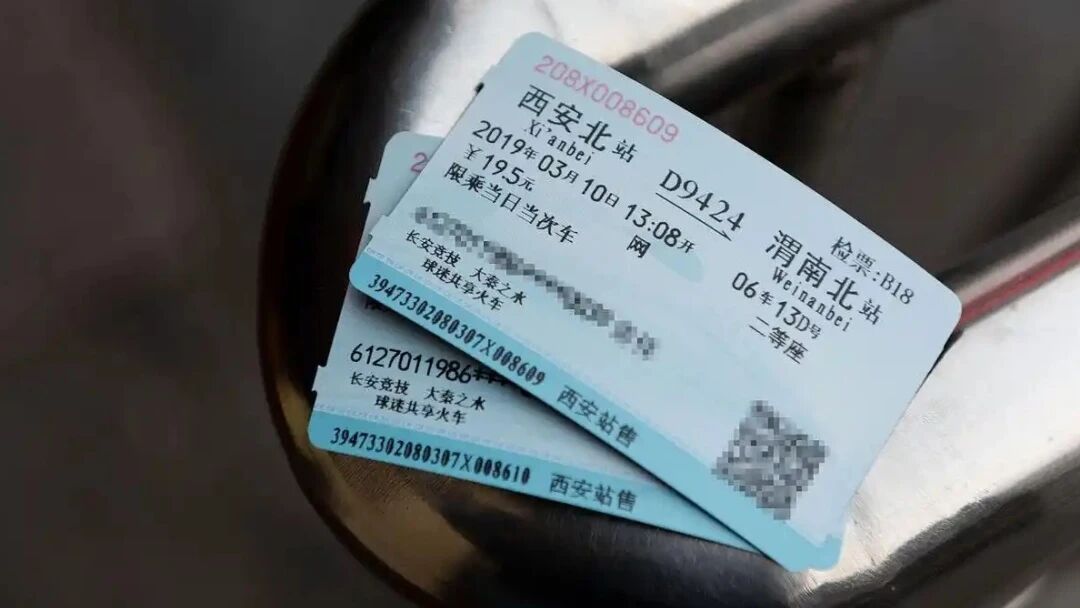 208X008609
检票:B18
西安北站 D9424 渭南北站
Xi'anbei Weinanbei
2019年03月10日 13:08开 06车 13D号
￥19.5元 网 二等座
限乘当日当次车
长安竞技 大秦之水
球迷共享火车
39473302080307X008609 西安站售
2
6127011986
长安竞技 大秦之水
球迷共享火车
39473302080307X008610 西安站售